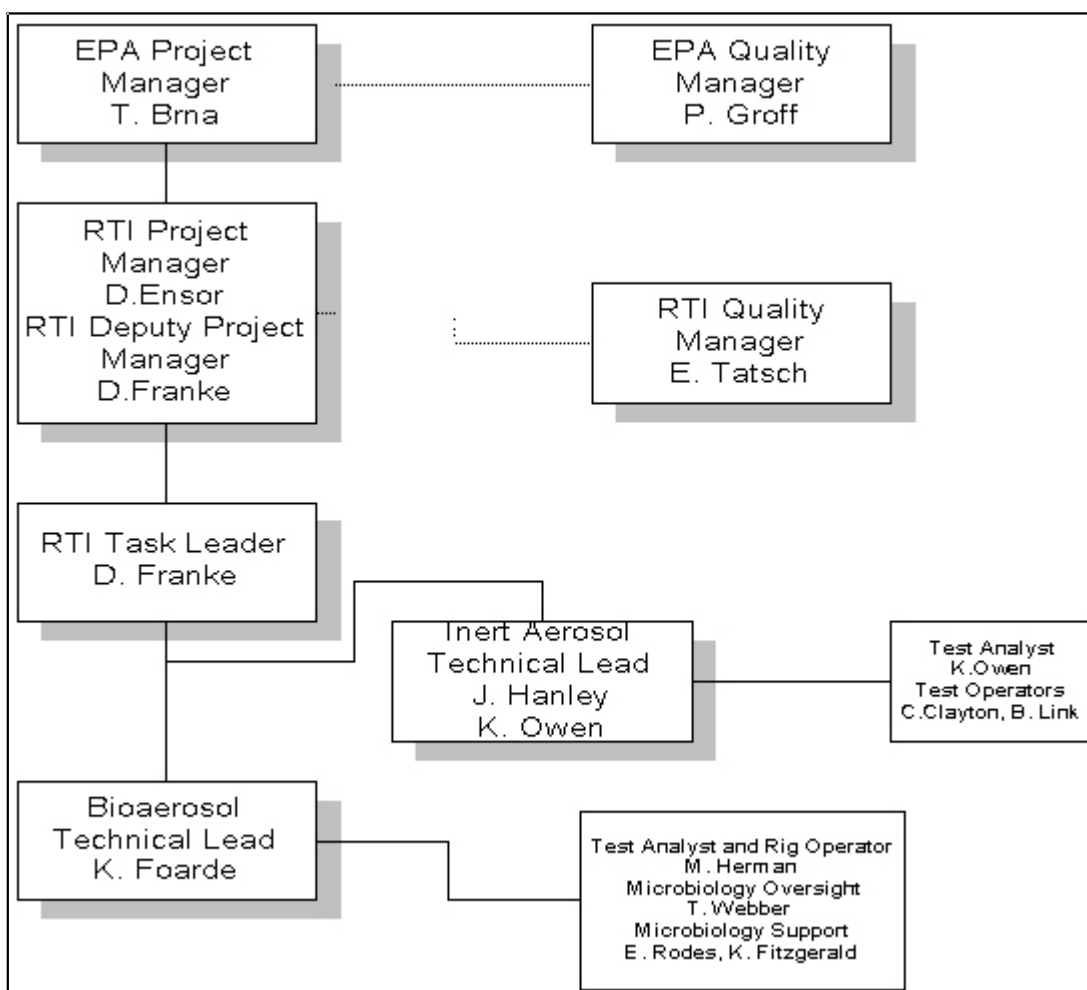 EPA Project
Manager
T. Brna
EPA Quality
Manager
P. Groff
RTI Project
Manager
D.Ensor
RTI Deputy Project
Manager
D.Franke
RTI Quality
Manager
E. Tatsch
RTI Task Leader
D. Franke
Inert Aerosol
Technical Lead
J. Hanley
K. Owen
Test Analyst
K.Owen
Test Operators
C.Clayton, B. Link
Bioaerosol
Technical Lead
K. Foarde
Test Analyst and Rig Operator
M. Herman
Microbiology Oversight
T. Webber
Microbiology Support
E. Rodes, K. Fitzgerald